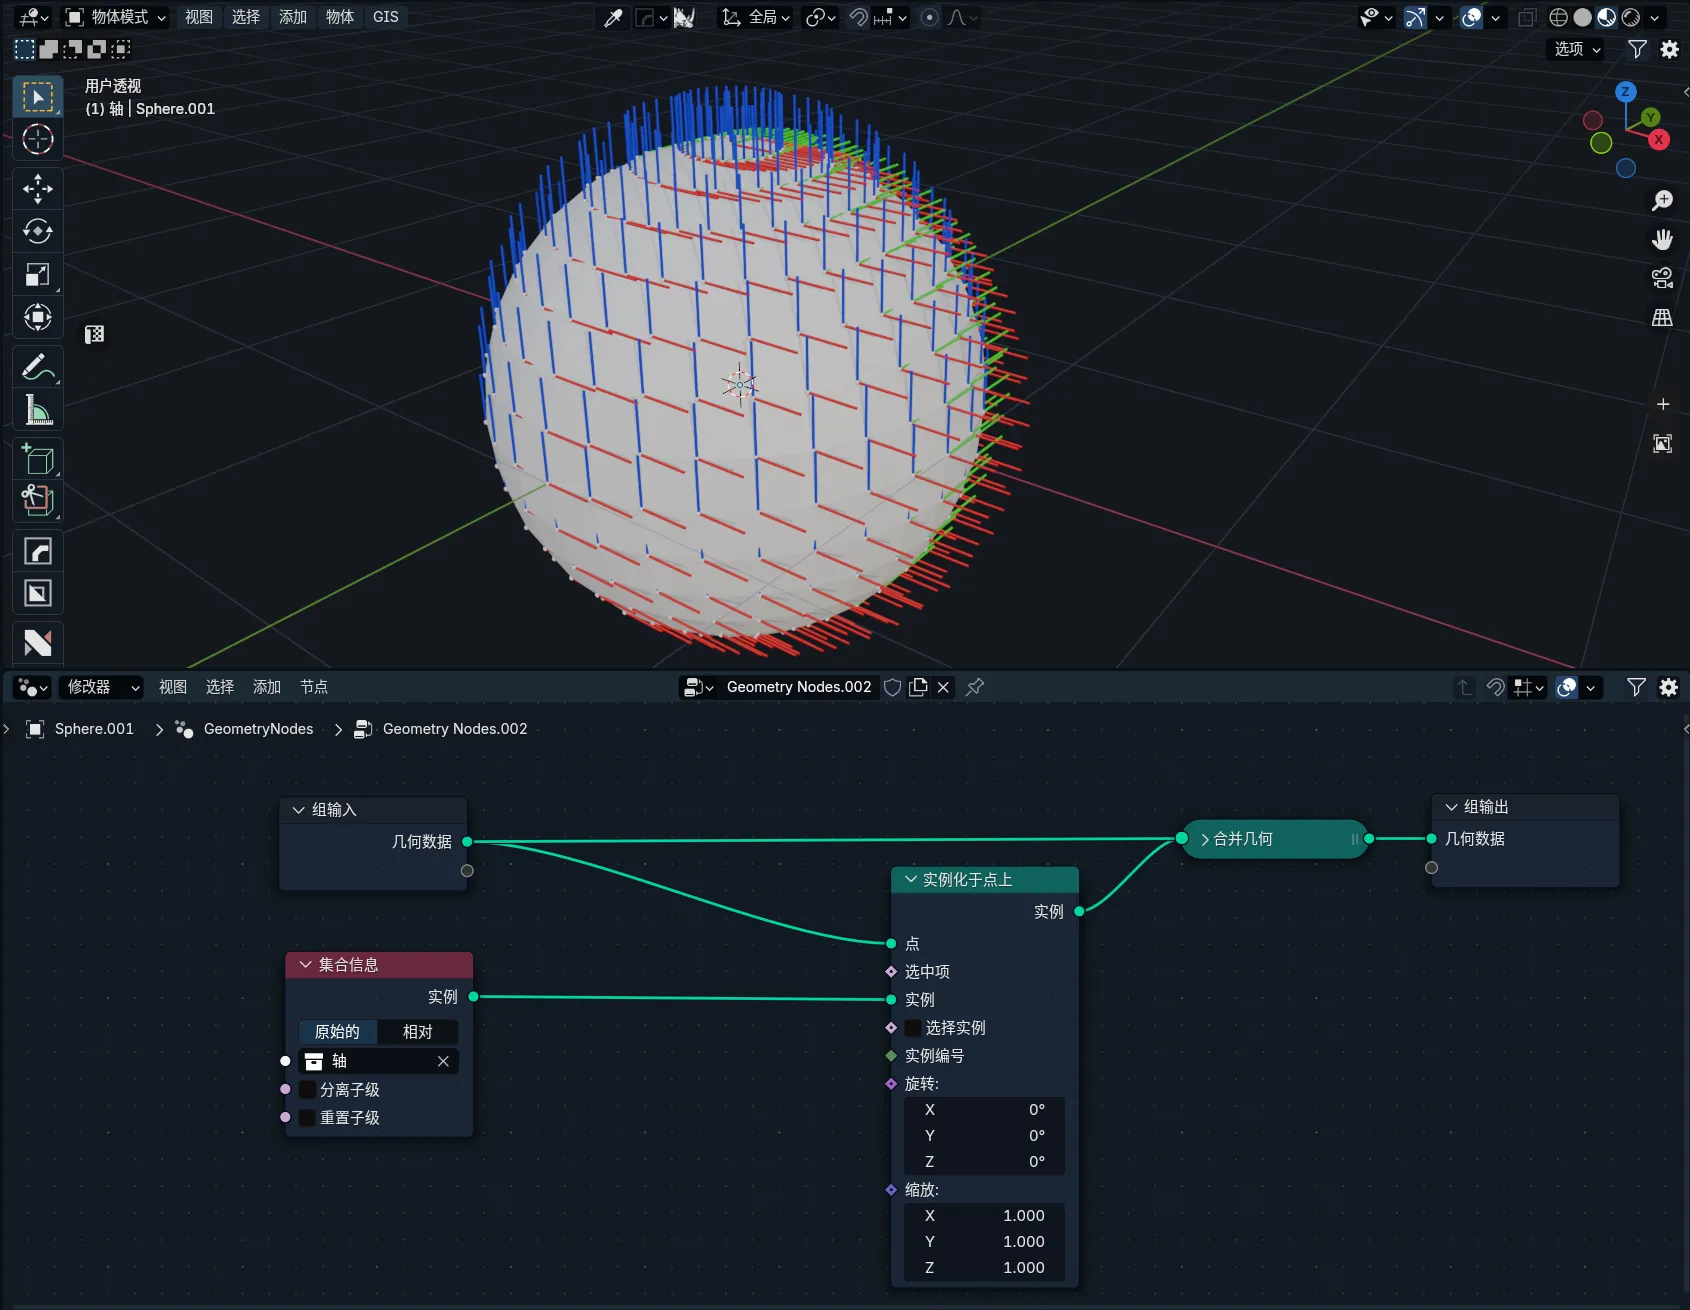 物体模式 视图 选择 添加 物体 GIS 全局
选项
用户透视
(1) 轴 | Sphere.001
Z
Y
X
修改器 视图 选择 添加 节点 Geometry Nodes.002
Sphere.001 GeometryNodes Geometry Nodes.002
组输入
几何数据
合并几何
组输出
几何数据
实例化于点上
实例
点
选中项
实例
选择实例
实例编号
旋转:
X 0°
Y 0°
Z 0°
缩放:
X 1.000
Y 1.000
Z 1.000
集合信息
实例
原始的 相对
轴
分离子级
重置子级